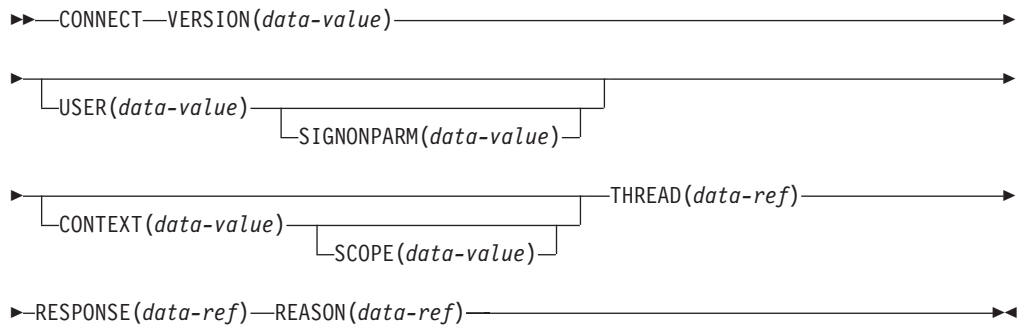 CONNECT VERSION(data-value)
USER(data-value)
SIGNONPARM(data-value)
THREAD(data-ref)
CONTEXT(data-value)
SCOPE(data-value)
RESPONSE(data-ref) REASON(data-ref)